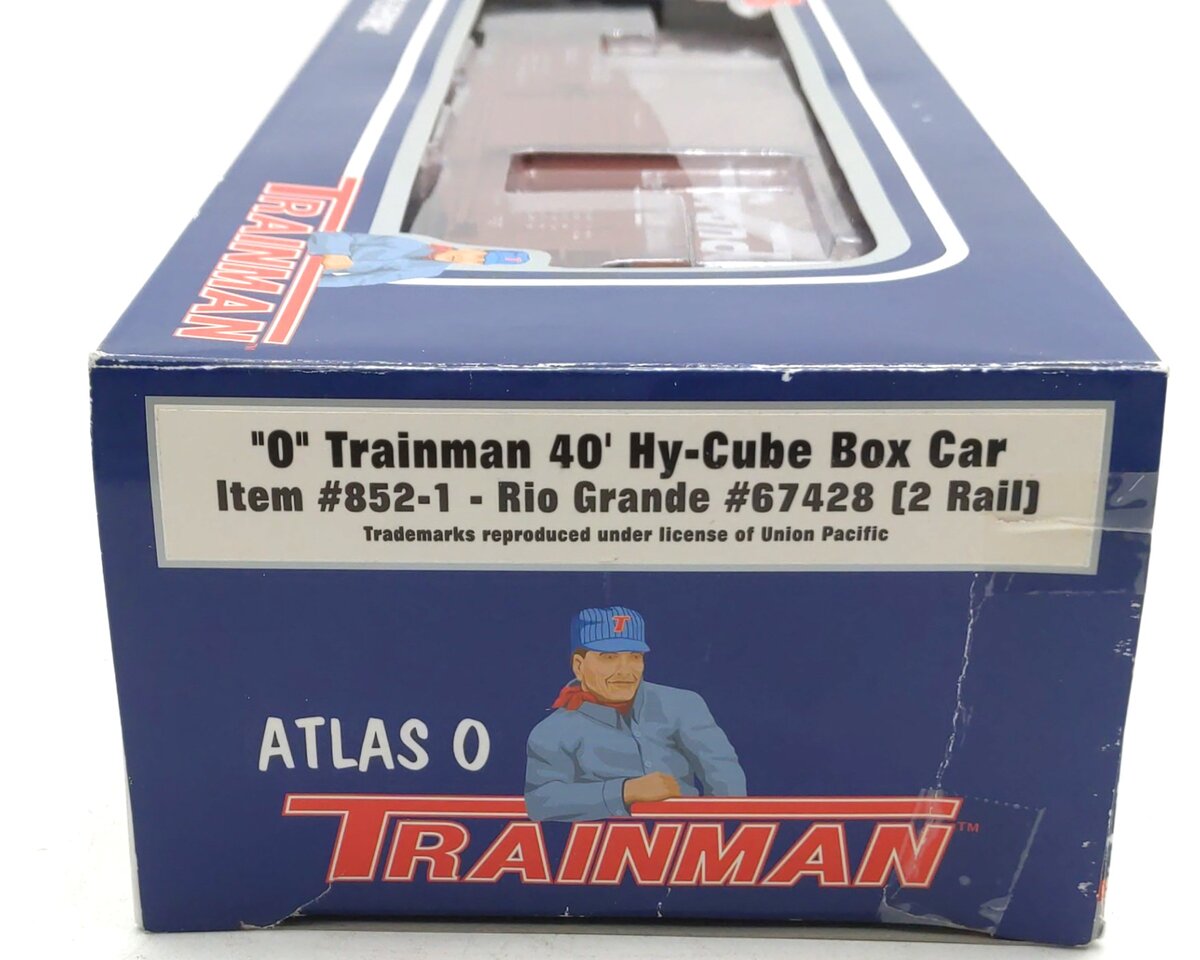 TRAINMAN
"O" Trainman 40' Hy-Cube Box Car
Item #852-1 - Rio Grande #67428 (2 Rail)
Trademarks reproduced under license of Union Pacific
T
ATLAS O
TRAINMAN™